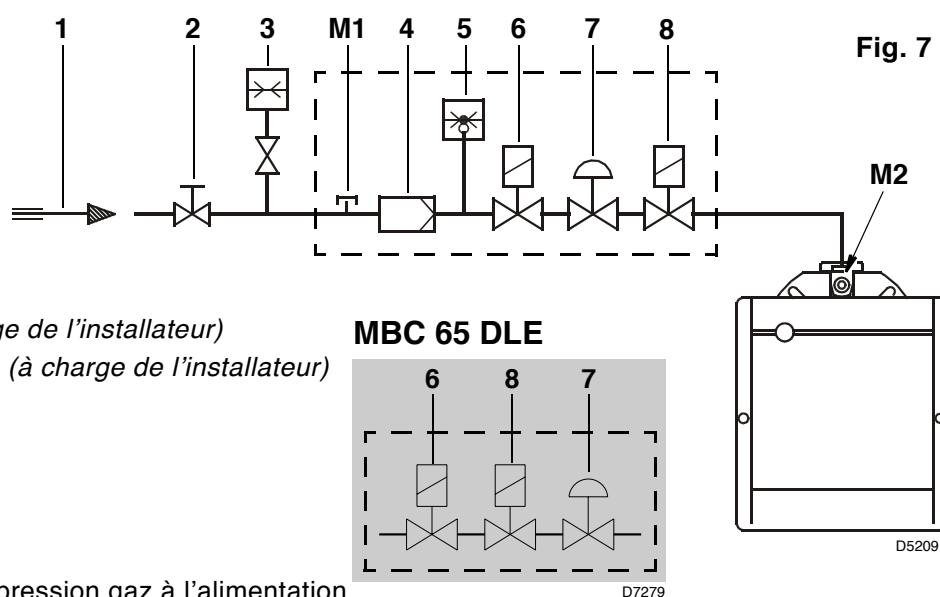 1 2 3 M1 4 5 6 7 8
Fig. 7
M2
de l'installateur)
(à charge de l'installateur)
MBC 65 DLE
6 8 7
D5209
pression gaz à l'alimentation
D7279